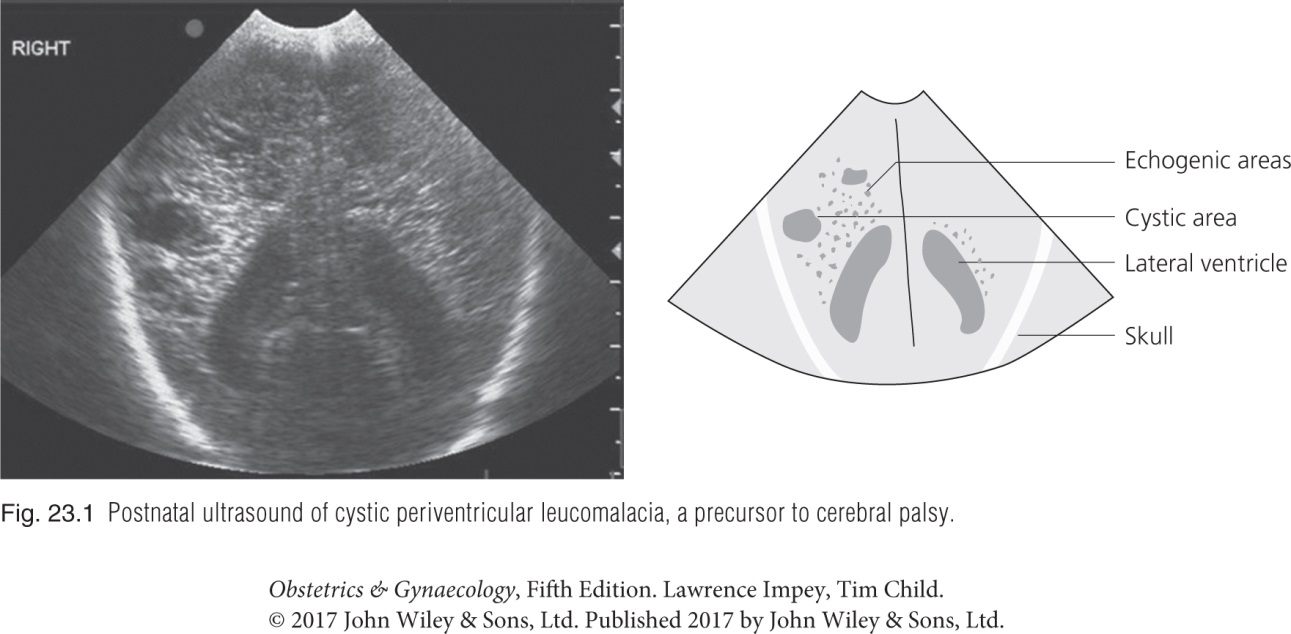 RIGHT
Echogenic areas
Cystic area
Lateral ventricle
Skull
Fig. 23.1 Postnatal ultrasound of cystic periventricular leucomalacia, a precursor to cerebral palsy.
Obstetrics & Gynaecology, Fifth Edition. Lawrence Impey, Tim Child.
© 2017 John Wiley & Sons, Ltd. Published 2017 by John Wiley & Sons, Ltd.